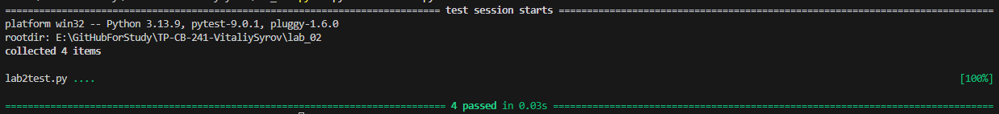 ============================= test session starts =============================
platform win32 -- Python 3.13.9, pytest-9.0.1, pluggy-1.6.0
rootdir: E:\GitHubForStudy\TP-CB-241-VitaliySyrov\lab_02
collected 4 items
lab2test.py .... [100%]
============================= 4 passed in 0.03s =============================